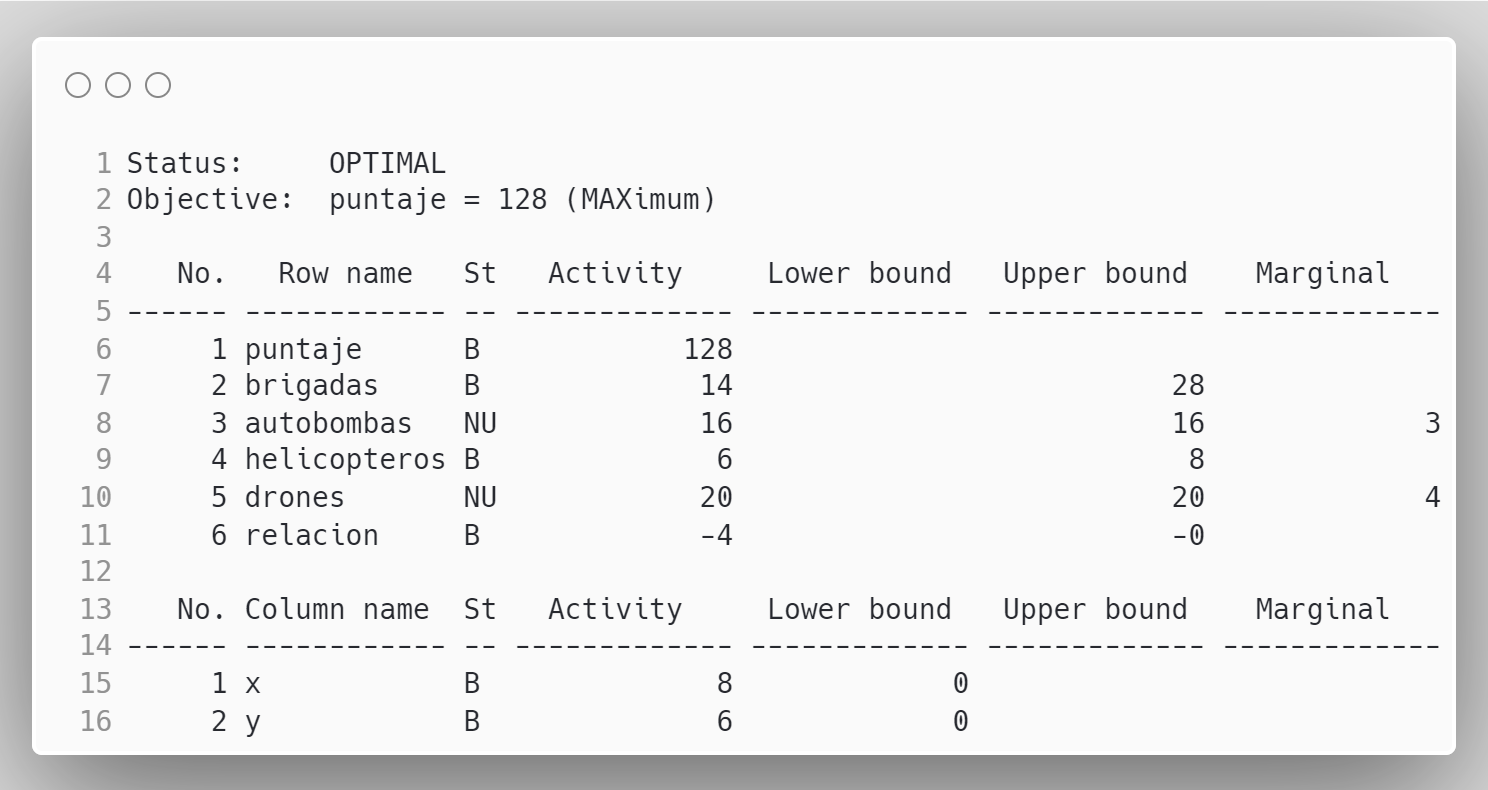 1 Status:     OPTIMAL
2 Objective:  puntaje = 128 (MAXimum)
3
4    No.   Row name   St   Activity     Lower bound   Upper bound    Marginal
5 ------ ------------ -- ------------- ------------- ------------- -------------
6      1 puntaje      B            128
7      2 brigadas     B             14                          28
8      3 autobombas   NU            16                          16             3
9      4 helicopteros B              6                           8
10      5 drones       NU            20                          20             4
11      6 relacion     B             -4                          -0
12
13    No. Column name  St   Activity     Lower bound   Upper bound    Marginal
14 ------ ------------ -- ------------- ------------- ------------- -------------
15      1 x            B              8             0
16      2 y            B              6             0